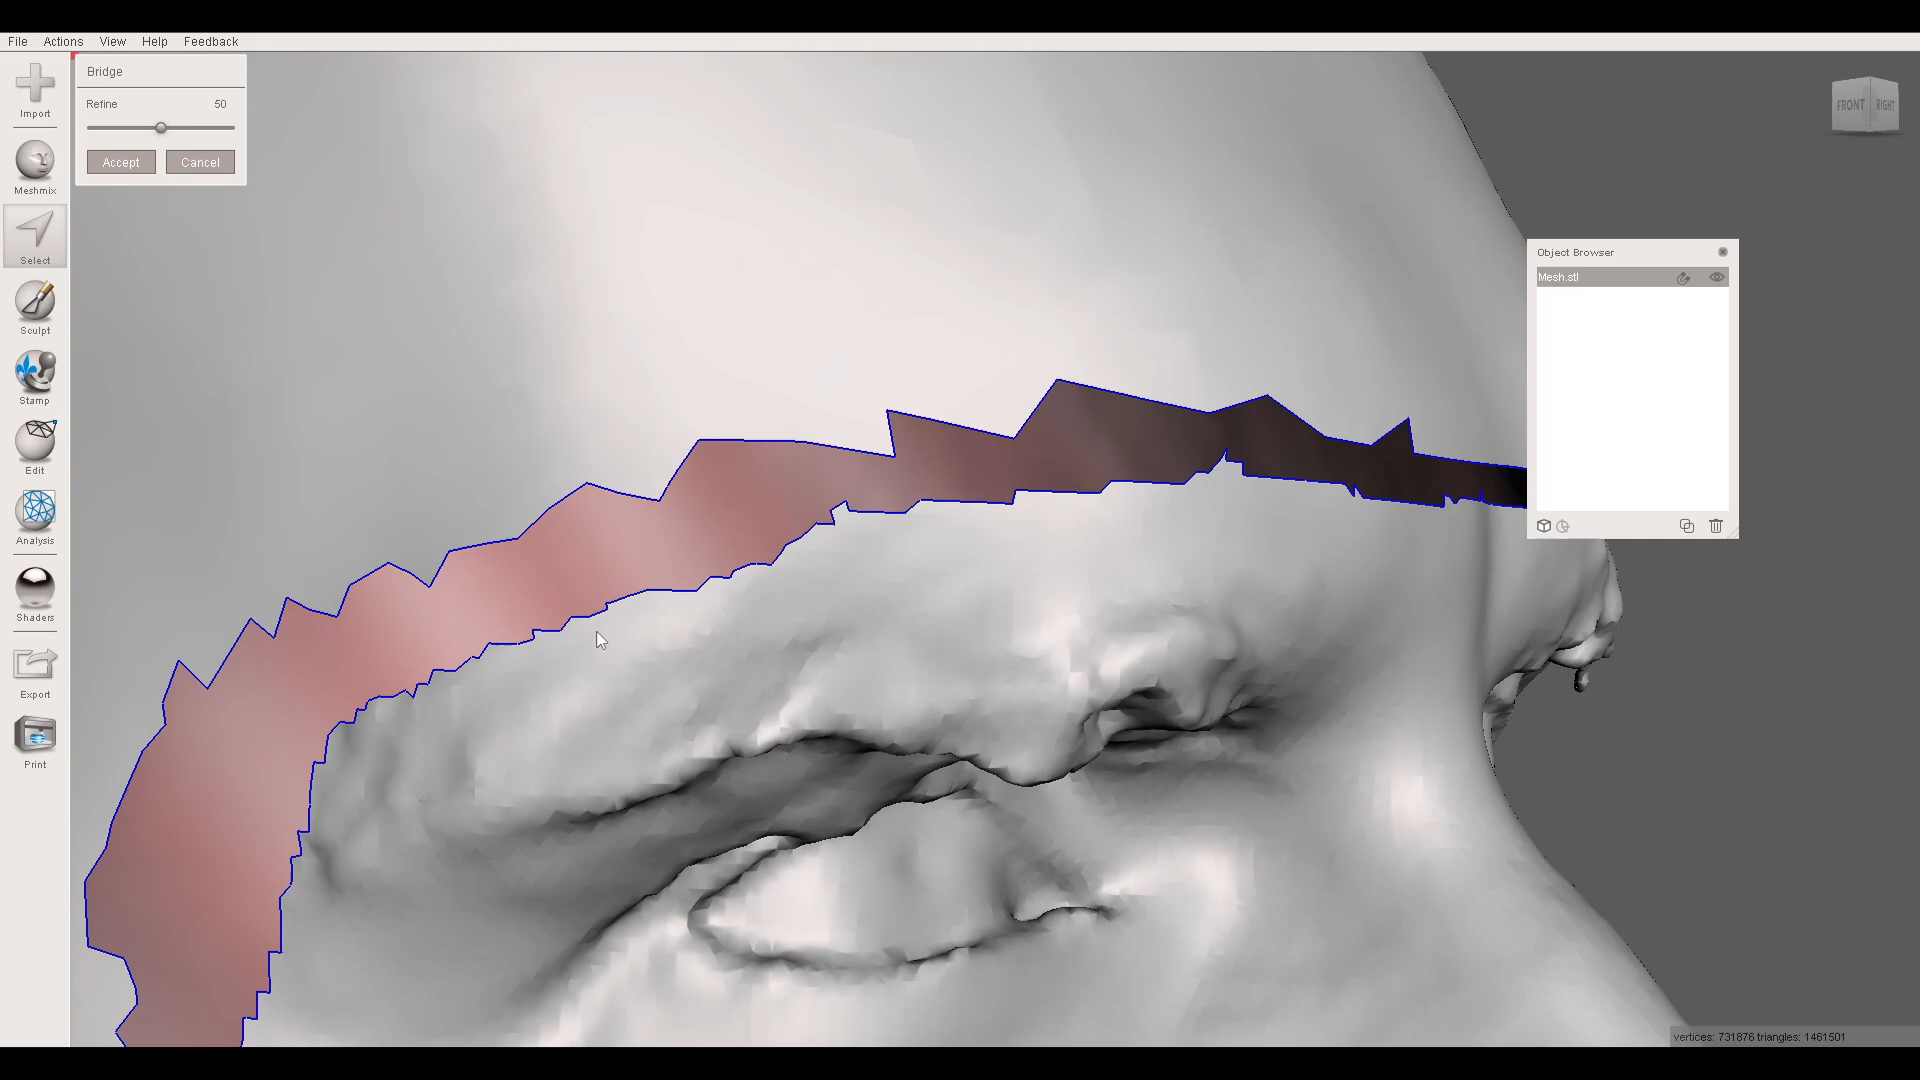 File Actions View Help Feedback
Bridge
Refine 50
Accept Cancel
Import
Meshmix
Select
Sculpt
Stamp
Edit
Analysis
Shaders
Export
Print
FRONT RIGHT
Object Browser
Mesh.stl
vertices: 731876 triangles: 1461501